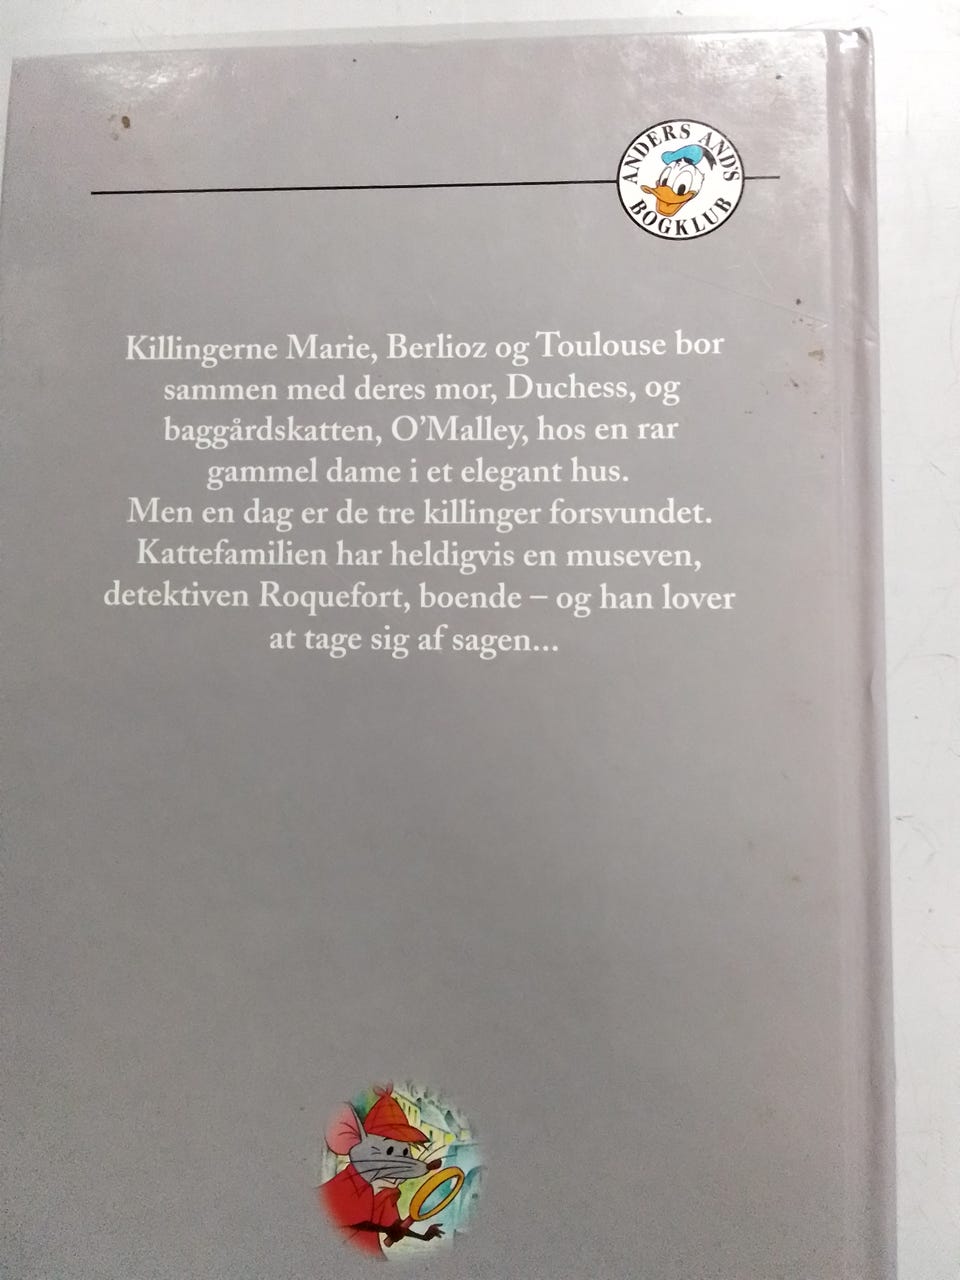 ANDERS AND'S
BOGKLUB
Killingerne Marie, Berlioz og Toulouse bor
sammen med deres mor, Duchess, og
baggårdskatten, O'Malley, hos en rar
gammel dame i et elegant hus.
Men en dag er de tre killinger forsvundet.
Kattefamilien har heldigvis en museven,
detektiven Roquefort, boende – og han lover
at tage sig af sagen...